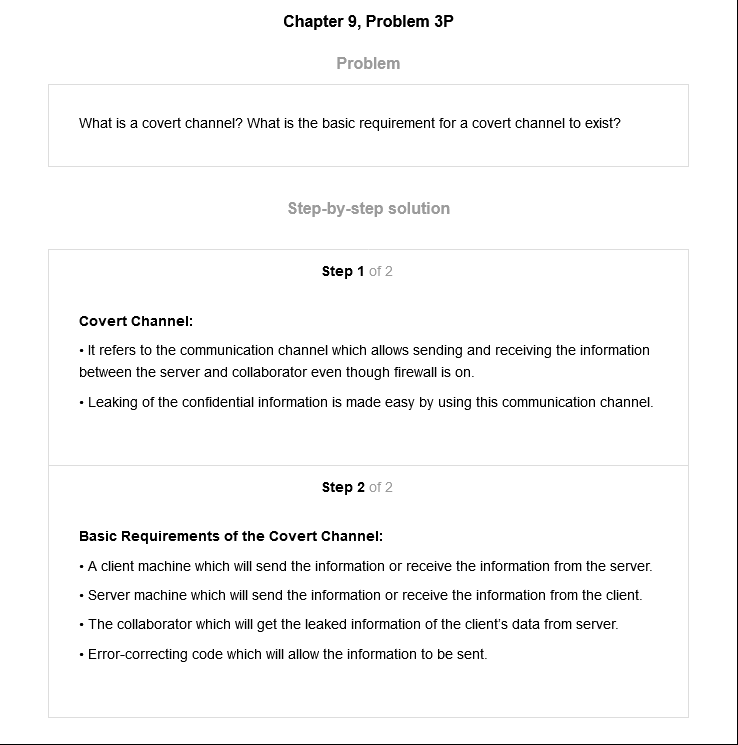 Chapter 9, Problem 3P
Problem
What is a covert channel? What is the basic requirement for a covert channel to exist?
Step-by-step solution
Step 1 of 2
Covert Channel:
• It refers to the communication channel which allows sending and receiving the information
between the server and collaborator even though firewall is on.
• Leaking of the confidential information is made easy by using this communication channel.
Step 2 of 2
Basic Requirements of the Covert Channel:
• A client machine which will send the information or receive the information from the server.
• Server machine which will send the information or receive the information from the client.
• The collaborator which will get the leaked information of the client’s data from server.
• Error-correcting code which will allow the information to be sent.